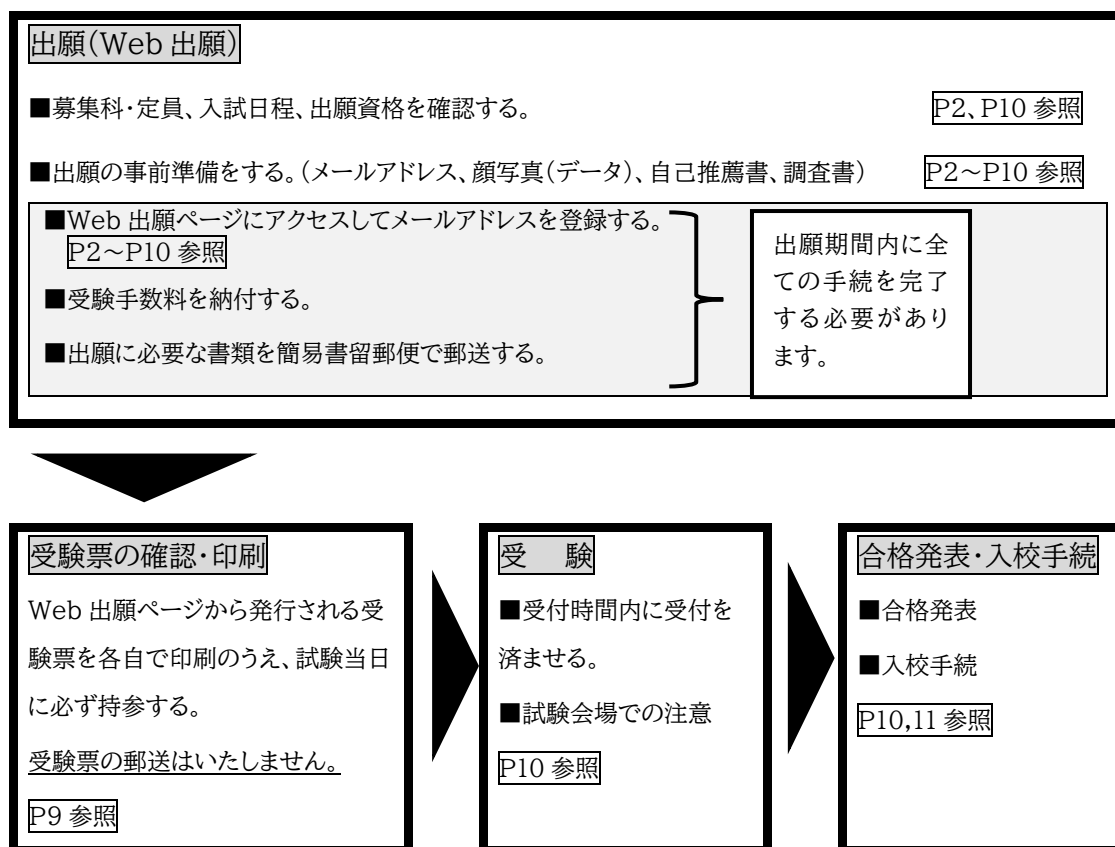 出願(Web 出願)
■募集科・定員、入試日程、出願資格を確認する。 P2、P10 参照
■出願の事前準備をする。(メールアドレス、顔写真(データ)、自己推薦書、調査書) P2～P10 参照
■Web 出願ページにアクセスしてメールアドレスを登録する。
P2～P10 参照
■受験手数料を納付する。
■出願に必要な書類を簡易書留郵便で郵送する。
出願期間内に全
ての手続を完了
する必要があり
ます。
受験票の確認・印刷
Web 出願ページから発行される受
験票を各自で印刷のうえ、試験当日
に必ず持参する。
受験票の郵送はいたしません。
P9 参照
受　験
■受付時間内に受付を
済ませる。
■試験会場での注意
P10 参照
合格発表・入校手続
■合格発表
■入校手続
P10,11 参照